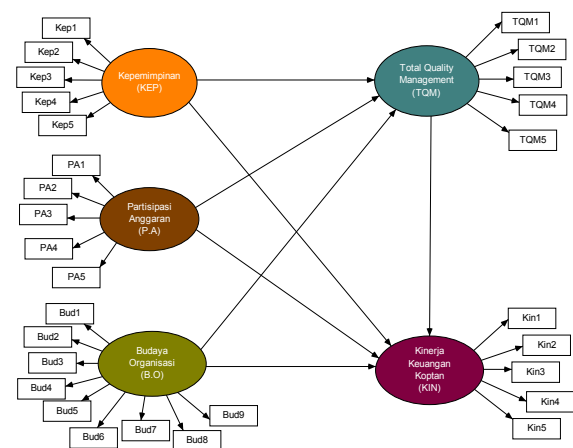 Kep1
Kep2
Kep3
Kep4
Kep5
Kepemimpinan
(KEP)
Total Quality
Management
(TQM)
TQM1
TQM2
TQM3
TQM4
TQM5
PA1
PA2
PA3
PA4
PA5
Partisipasi
Anggaran
(P.A)
Bud1
Bud2
Bud3
Bud4
Bud5
Bud6
Bud7
Bud8
Bud9
Budaya
Organisasi
(B.O)
Kinerja
Keuangan
Koptan
(KIN)
Kin1
Kin2
Kin3
Kin4
Kin5